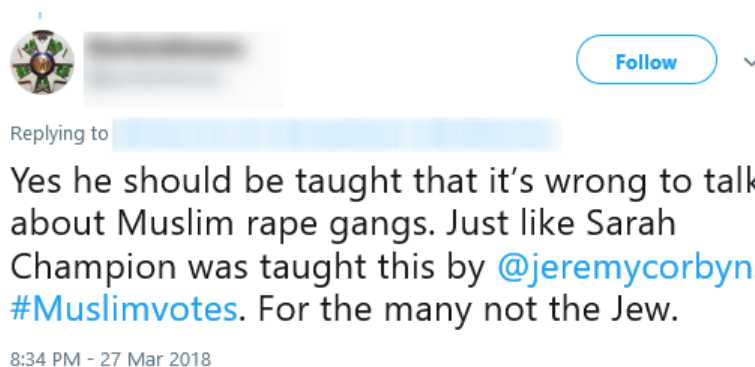 Follow
Replying to
Yes he should be taught that it's wrong to talk
about Muslim rape gangs. Just like Sarah
Champion was taught this by @jeremycorbyn
#Muslimvotes. For the many not the Jew.
8:34 PM - 27 Mar 2018